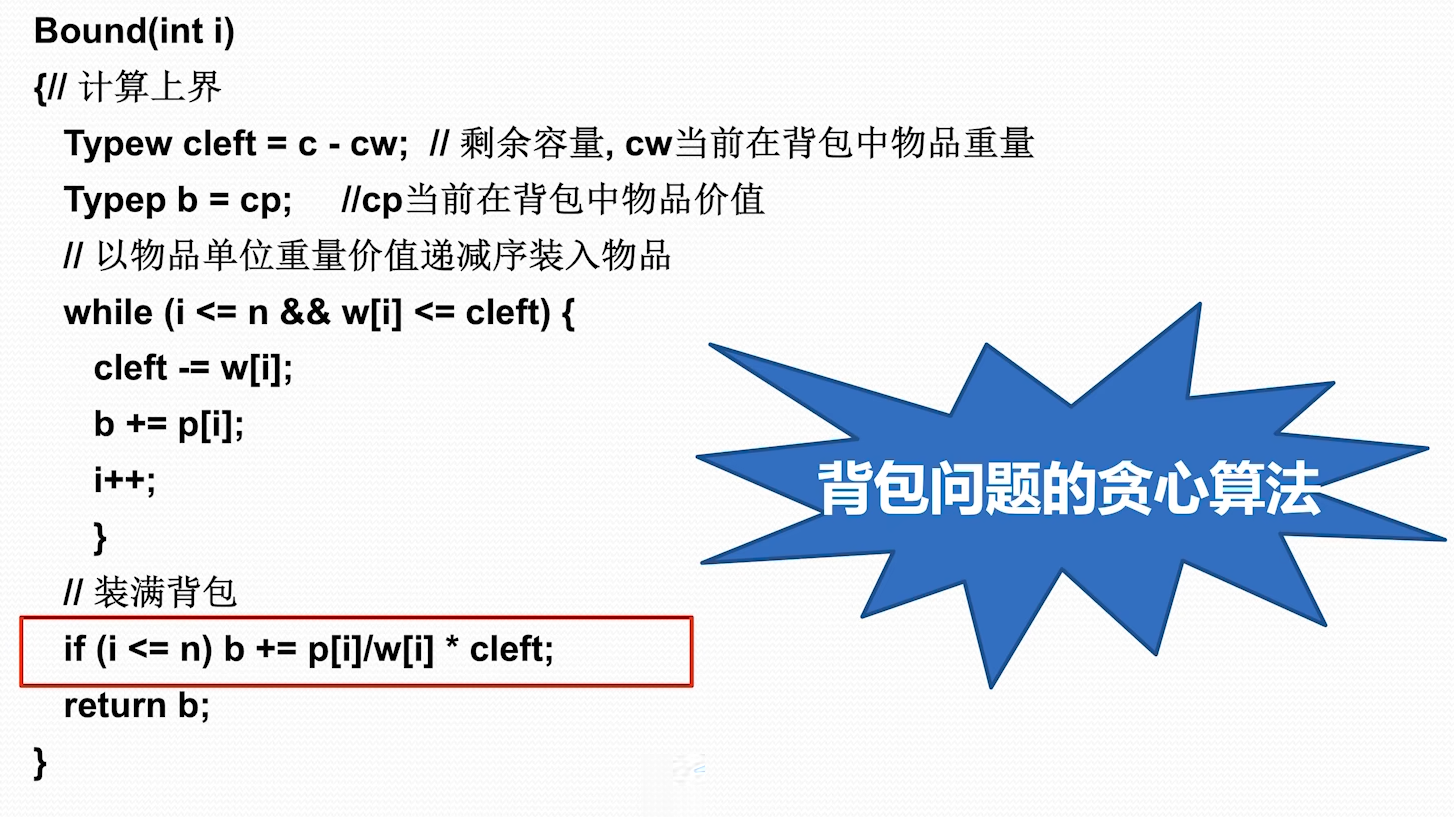 Bound(int i)
{// 计算上界
Typew cleft = c - cw; // 剩余容量, cw当前在背包中物品重量
Typep b = cp; //cp当前在背包中物品价值
// 以物品单位重量价值递减序装入物品
while (i <= n && w[i] <= cleft) {
cleft -= w[i];
b += p[i];
i++;
}
// 装满背包
if (i <= n) b += p[i]/w[i] * cleft;
return b;
}
背包问题的贪心算法